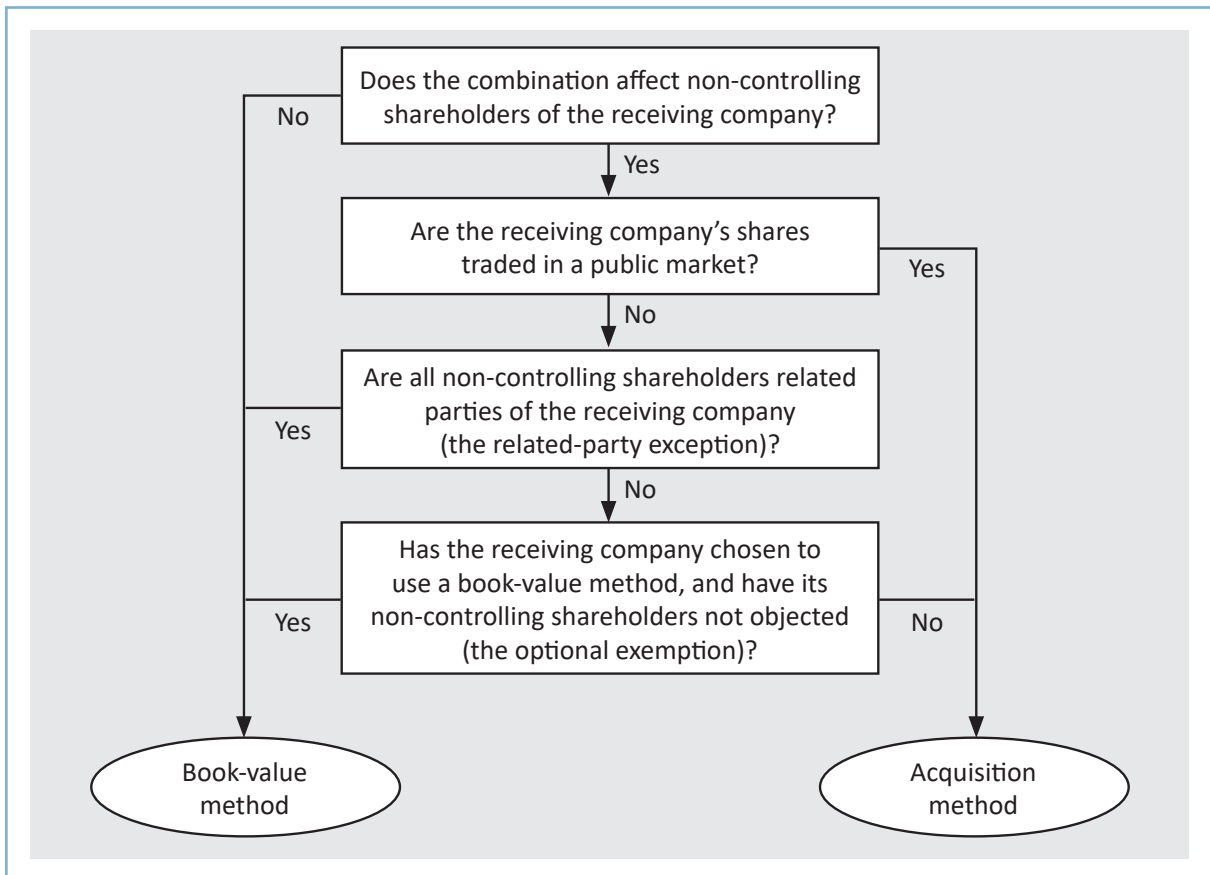 Does the combination affect non-controlling
shareholders of the receiving company?
No
Yes
Are the receiving company’s shares
traded in a public market?
Yes
No
Are all non-controlling shareholders related
parties of the receiving company
(the related-party exception)?
Yes
No
Has the receiving company chosen to
use a book-value method, and have its
non-controlling shareholders not objected
(the optional exemption)?
Yes
No
Book-value
method
Acquisition
method